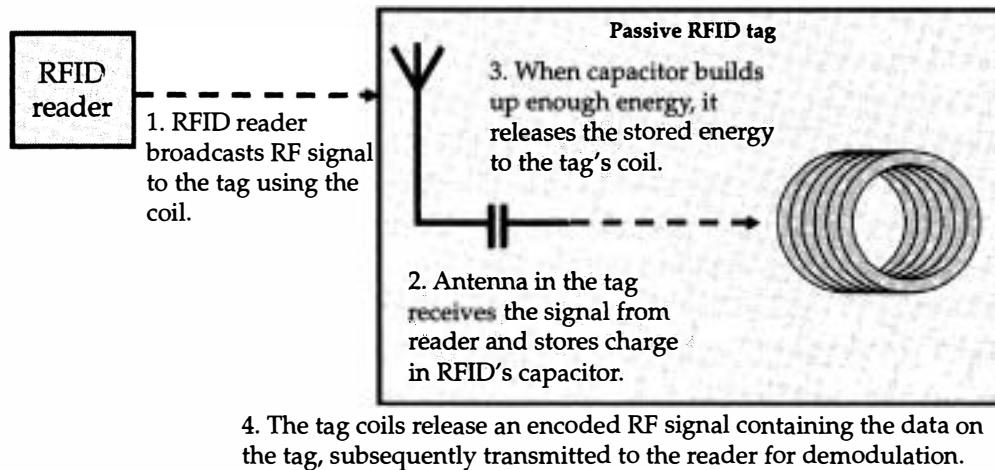 RFID
reader
1. RFID reader
broadcasts RF signal
to the tag using the
coil.
Passive RFID tag
3. When capacitor builds
up enough energy, it
releases the stored energy
to the tag's coil.
2. Antenna in the tag
receives the signal from
reader and stores charge
in RFID's capacitor.
4. The tag coils release an encoded RF signal containing the data on
the tag, subsequently transmitted to the reader for demodulation.